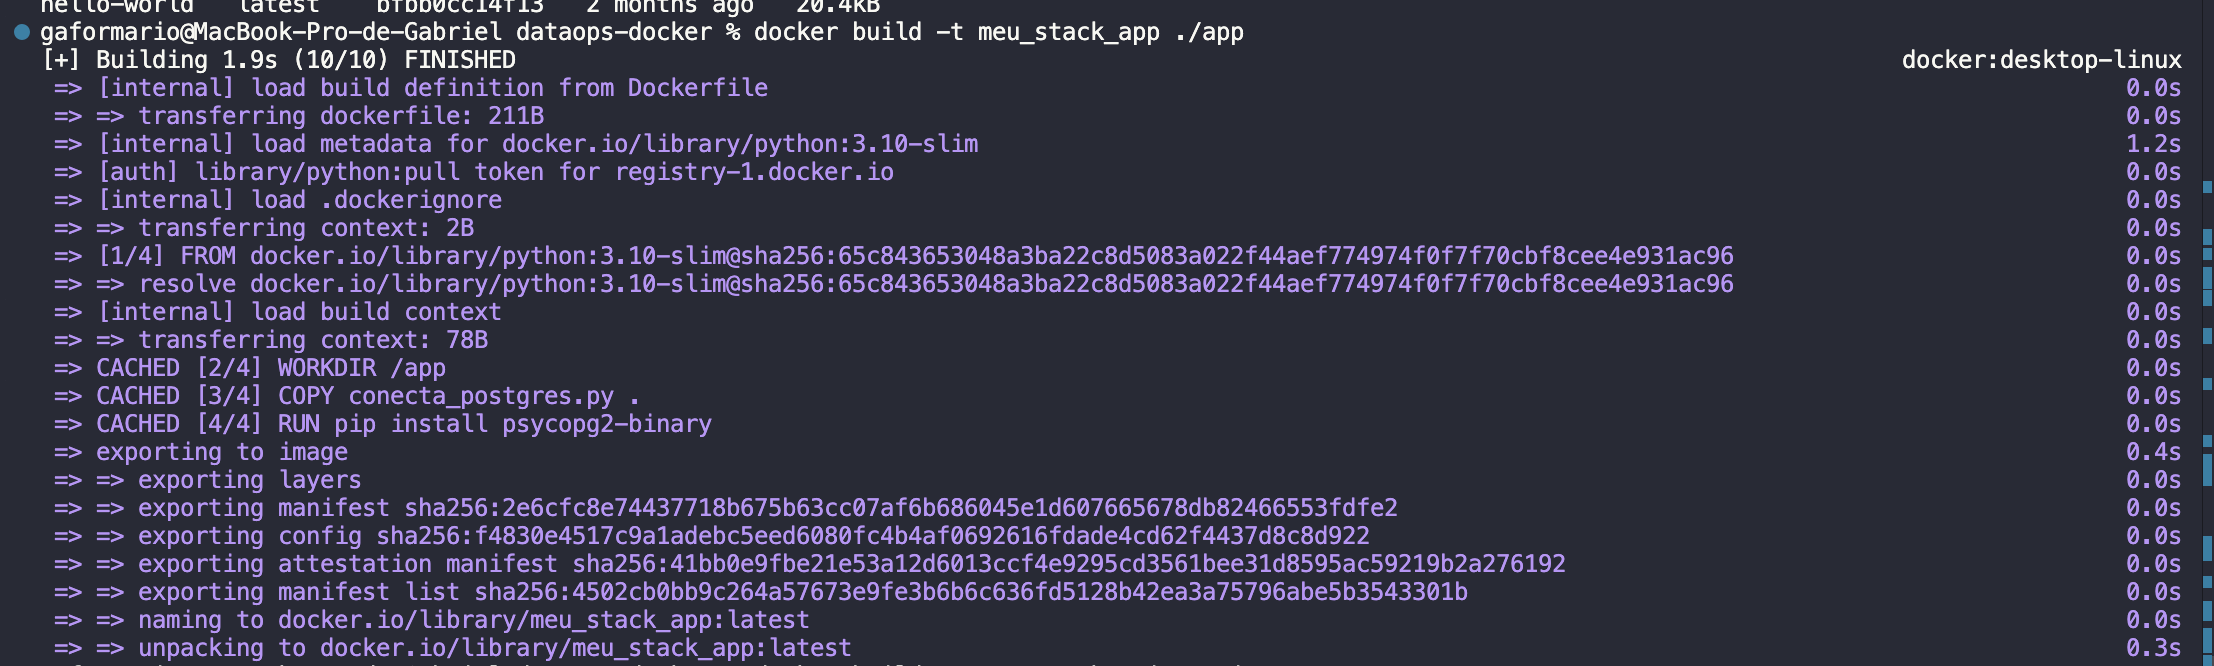 hello-world   latest    bfbb0cc14f13   2 months ago   20.4kB
gaformario@MacBook-Pro-de-Gabriel dataops-docker % docker build -t meu_stack_app ./app
[+] Building 1.9s (10/10) FINISHED docker:desktop-linux
=> [internal] load build definition from Dockerfile 0.0s
=> => transferring dockerfile: 211B 0.0s
=> [internal] load metadata for docker.io/library/python:3.10-slim 1.2s
=> [auth] library/python:pull token for registry-1.docker.io 0.0s
=> [internal] load .dockerignore 0.0s
=> => transferring context: 2B 0.0s
=> [1/4] FROM docker.io/library/python:3.10-slim@sha256:65c843653048a3ba22c8d5083a022f44aef774974f0f7f70cbf8cee4e931ac96 0.0s
=> => resolve docker.io/library/python:3.10-slim@sha256:65c843653048a3ba22c8d5083a022f44aef774974f0f7f70cbf8cee4e931ac96 0.0s
=> [internal] load build context 0.0s
=> => transferring context: 78B 0.0s
=> CACHED [2/4] WORKDIR /app 0.0s
=> CACHED [3/4] COPY conecta_postgres.py . 0.0s
=> CACHED [4/4] RUN pip install psycopg2-binary 0.0s
=> exporting to image 0.4s
=> => exporting layers 0.0s
=> => exporting manifest sha256:2e6cfc8e74437718b675b63cc07af6b686045e1d607665678db82466553fdfe2 0.0s
=> => exporting config sha256:f4830e4517c9a1adebc5eed6080fc4b4af0692616fdade4cd62f4437d8c8d922 0.0s
=> => exporting attestation manifest sha256:41bb0e9fbe21e53a12d6013ccf4e9295cd3561bee31d8595ac59219b2a276192 0.0s
=> => exporting manifest list sha256:4502cb0bb9c264a57673e9fe3b6b6c636fd5128b42ea3a75796abe5b3543301b 0.0s
=> => naming to docker.io/library/meu_stack_app:latest 0.0s
=> => unpacking to docker.io/library/meu_stack_app:latest 0.3s